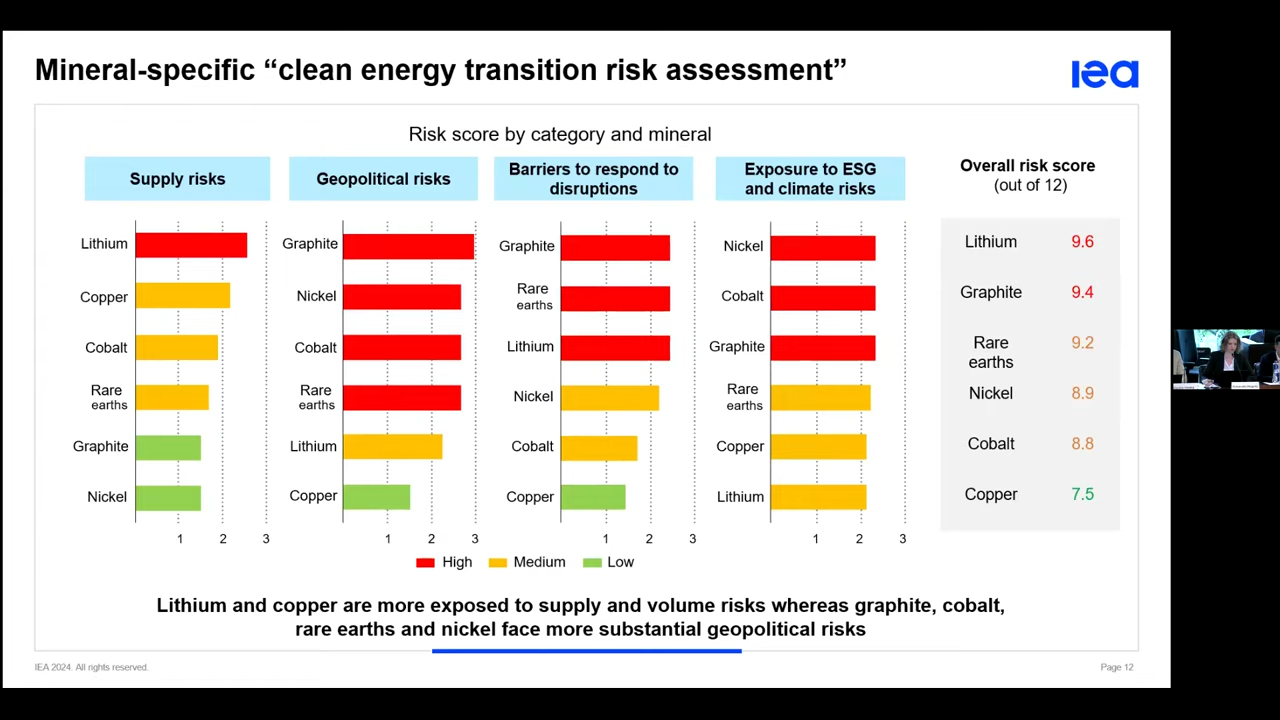 Mineral-specific “clean energy transition risk assessment”
iea
Risk score by category and mineral
Supply risks
Lithium
Copper
Cobalt
Rare
earths
Graphite
Nickel
1 2 3
Geopolitical risks
Graphite
Nickel
Cobalt
Rare
earths
Lithium
Copper
1 2 3
Barriers to respond to
disruptions
Graphite
Rare
earths
Lithium
Nickel
Cobalt
Copper
1 2 3
Exposure to ESG
and climate risks
Nickel
Cobalt
Graphite
Rare
earths
Copper
Lithium
1 2 3
Overall risk score
(out of 12)
Lithium 9.6
Graphite 9.4
Rare 9.2
earths
Nickel 8.9
Cobalt 8.8
Copper 7.5
High Medium Low
Lithium and copper are more exposed to supply and volume risks whereas graphite, cobalt,
rare earths and nickel face more substantial geopolitical risks
IEA 2024. All rights reserved.
Page 12